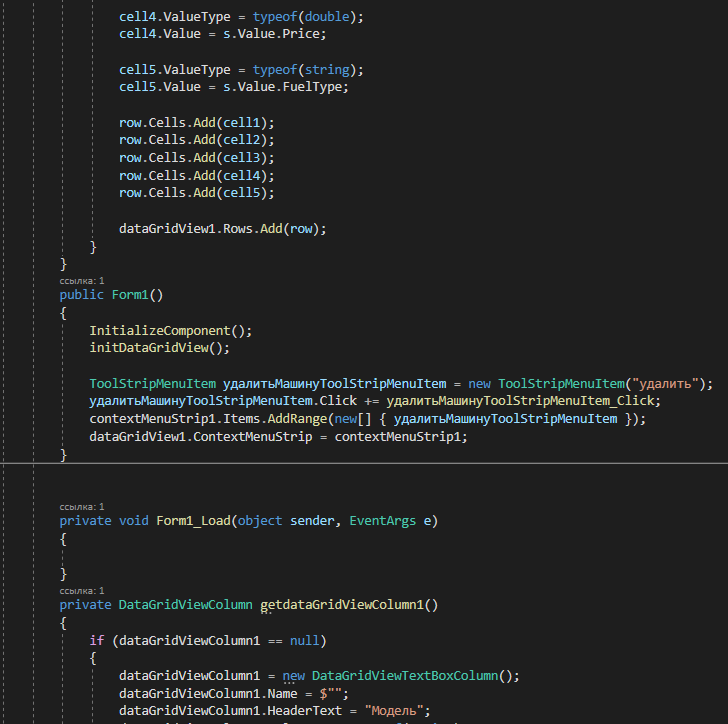 cell4.ValueType = typeof(double);
cell4.Value = s.Value.Price;
cell5.ValueType = typeof(string);
cell5.Value = s.Value.FuelType;
row.Cells.Add(cell1);
row.Cells.Add(cell2);
row.Cells.Add(cell3);
row.Cells.Add(cell4);
row.Cells.Add(cell5);
dataGridView1.Rows.Add(row);
}
}
ссылка: 1
public Form1()
{
InitializeComponent();
initDataGridView();
ToolStripMenuItem удалитьМашинуToolStripMenuItem = new ToolStripMenuItem("удалить");
удалитьМашинуToolStripMenuItem.Click += удалитьМашинуToolStripMenuItem_Click;
contextMenuStrip1.Items.AddRange(new[] { удалитьМашинуToolStripMenuItem });
dataGridView1.ContextMenuStrip = contextMenuStrip1;
}
ссылка: 1
private void Form1_Load(object sender, EventArgs e)
{
}
ссылка: 1
private DataGridViewColumn getdataGridViewColumn1()
{
if (dataGridViewColumn1 == null)
{
dataGridViewColumn1 = new DataGridViewTextBoxColumn();
dataGridViewColumn1.Name = $"";
dataGridViewColumn1.HeaderText = "Модель";